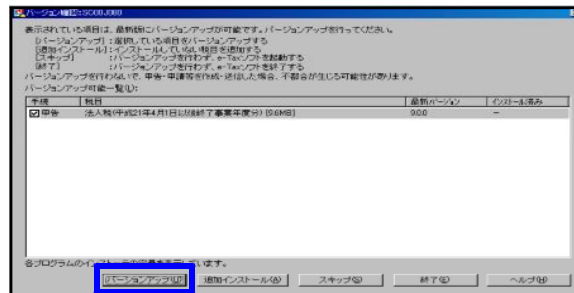 バージョン確認:SC00J080
表示されている項目は、最新版にバージョンアップが可能です。バージョンアップを行ってください。
[バージョンアップ]:選択している項目をバージョンアップする
[追加インストール]:インストールしていない税目を追加する
[スキップ] :バージョンアップを行わず、e-Taxソフトを起動する
[終了] :バージョンアップを行わず、e-Taxソフトを終了する
バージョンアップを行わないで、申告・申請等を作成・送信した場合、不都合が生じる可能性があります。
バージョンアップ可能一覧(L):
手続 税目 最新バージョン インストール済み
申告 法人税(平成21年4月1日以後終了事業年度分) [9.6MB] 9.0.0 -
各プログラムのインストーラの容量を表示しています。
バージョンアップ(U) 追加インストール(A) スキップ(S) 終了(E) ヘルプ(H)